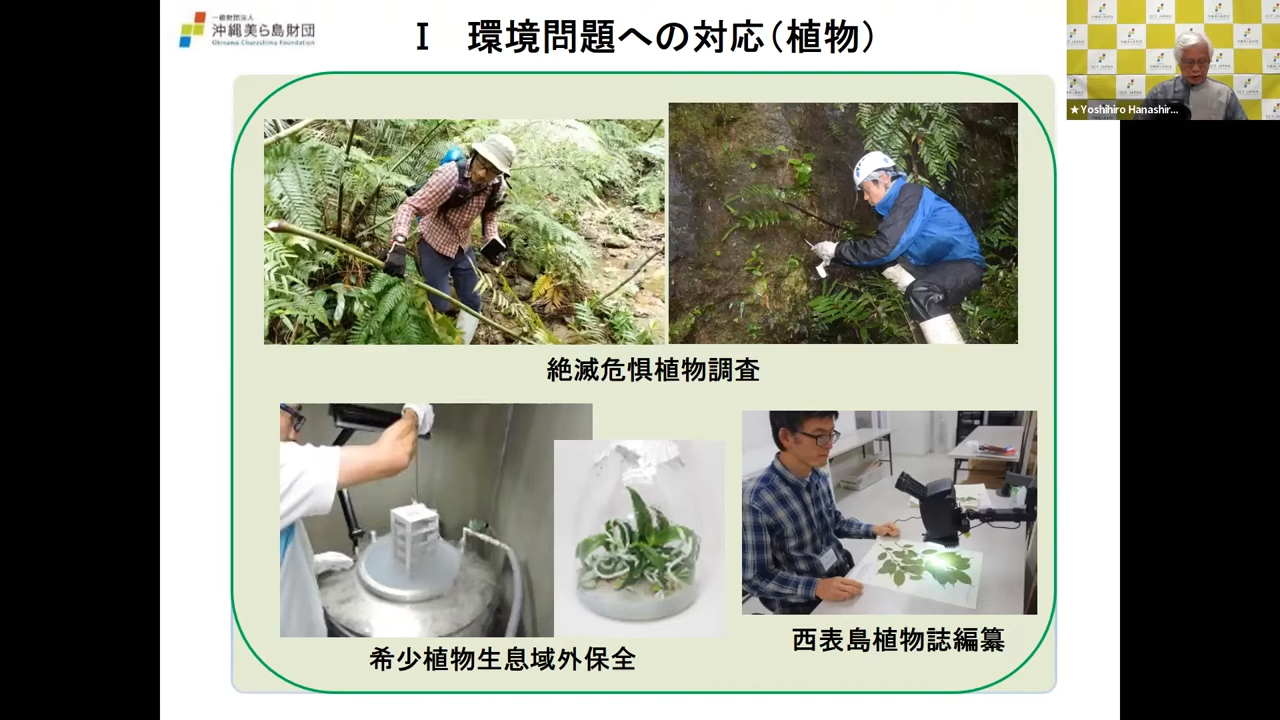 一般財団法人
沖縄美ら島財団
Okinawa Churashima Foundation
Ⅰ 環境問題への対応(植物)
★Yoshihiro Hanashir...
絶滅危惧植物調査
希少植物生息域外保全
西表島植物誌編纂